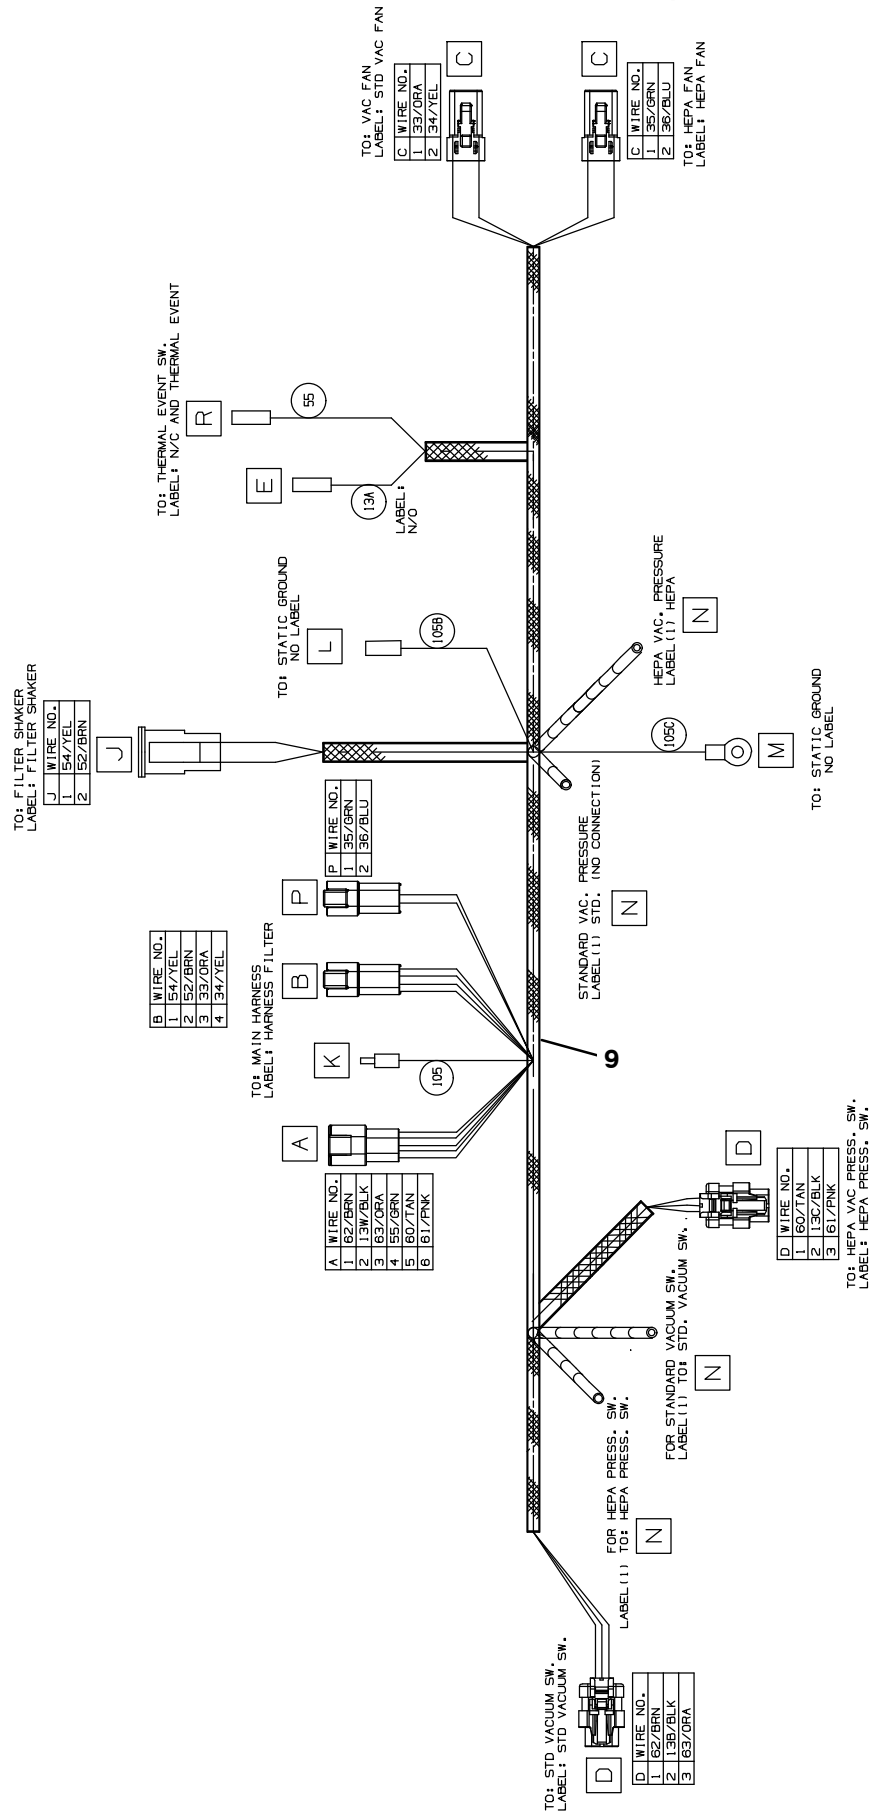 TO: FILTER SHAKER
LABEL: FILTER SHAKER
J WIRE NO.
1 54/YEL
2 52/BRN
J
B WIRE NO.
1 54/YEL
2 52/BRN
3 33/ORA
4 34/YEL
TO: MAIN HARNESS
LABEL: HARNESS FILTER
A
K
B
P
105
A WIRE NO.
1 62/BRN
2 13W/BLK
3 63/ORA
4 55/GRN
5 60/TAN
6 61/PNK
P WIRE NO.
1 35/GRN
2 36/BLU
TO: STATIC GROUND
NO LABEL
L
105B
TO: THERMAL EVENT SW.
LABEL: N/C AND THERMAL EVENT
R
55
E
13A
LABEL:
N/O
TO: VAC FAN
LABEL: STD VAC FAN
C WIRE NO.
1 33/ORA
2 34/YEL
C
C
C WIRE NO.
1 35/GRN
2 36/BLU
TO: HEPA FAN
LABEL: HEPA FAN
9
STANDARD VAC. PRESSURE
LABEL(1) STD. (NO CONNECTION)
N
HEPA VAC. PRESSURE
LABEL(1) HEPA
N
105C
M
TO: STATIC GROUND
NO LABEL
TO: STD VACUUM SW.
LABEL: STD VACUUM SW.
D
D WIRE NO.
1 62/BRN
2 13B/BLK
3 63/ORA
FOR HEPA PRESS. SW.
LABEL(1) TO: HEPA PRESS. SW.
N
FOR STANDARD VACUUM SW.
LABEL(1) TO: STD. VACUUM SW.
N
D
D WIRE NO.
1 60/TAN
2 13C/BLK
3 61/PNK
TO: HEPA VAC PRESS. SW.
LABEL: HEPA PRESS. SW.